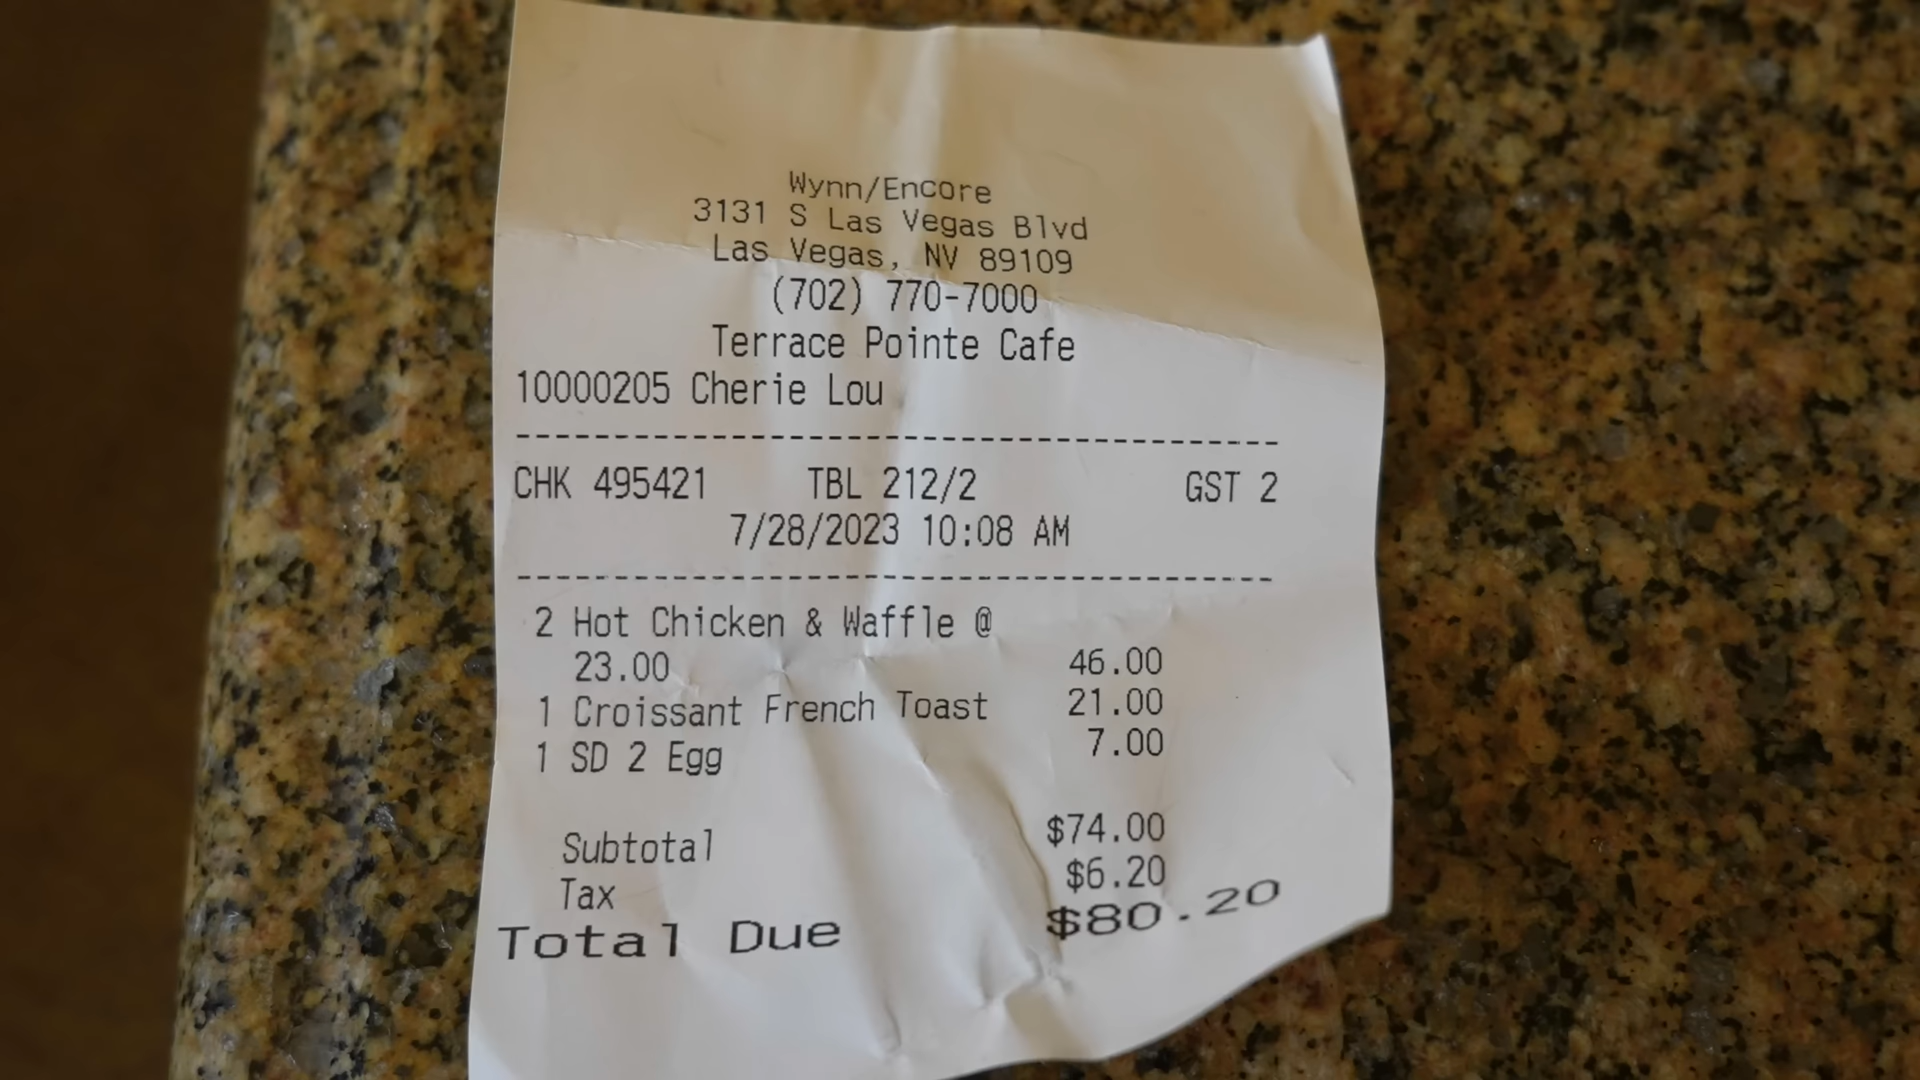 Wynn/Encore
3131 S Las Vegas Blvd
Las Vegas, NV 89109
(702) 770-7000
Terrace Pointe Cafe
10000205 Cherie Lou
---------------------------------------
CHK 495421 TBL 212/2 GST 2
7/28/2023 10:08 AM
---------------------------------------
2 Hot Chicken & Waffle @
23.00 46.00
1 Croissant French Toast 21.00
1 SD 2 Egg 7.00
Subtotal $74.00
Tax $6.20
Total Due $80.20